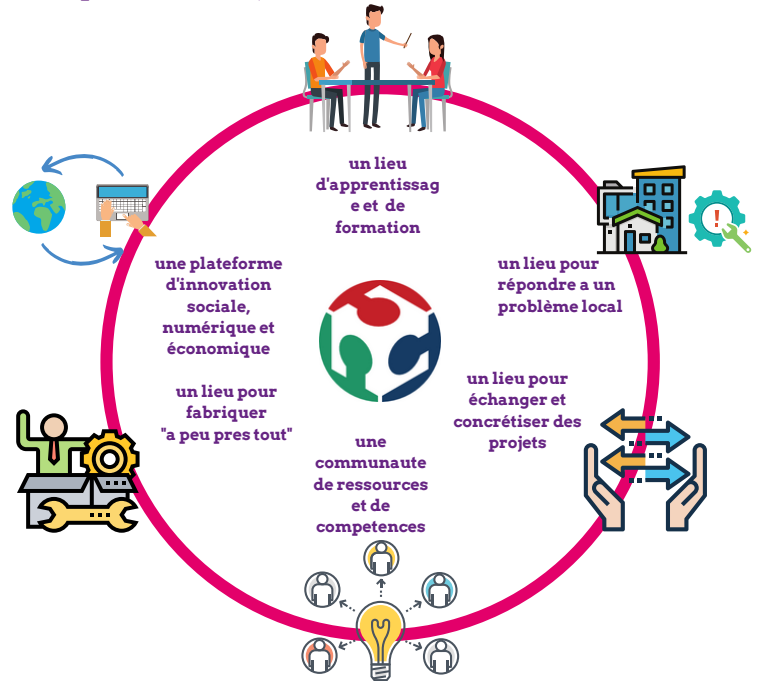 un lieu
d'apprentissag
e et de
formation
une plateforme
d'innovation
sociale,
numérique et
économique
un lieu pour
répondre a un
problème local
un lieu pour
fabriquer
"a peu pres tout"
un lieu pour
échanger et
concrétiser des
projets
une
communaute
de ressources
et de
competences